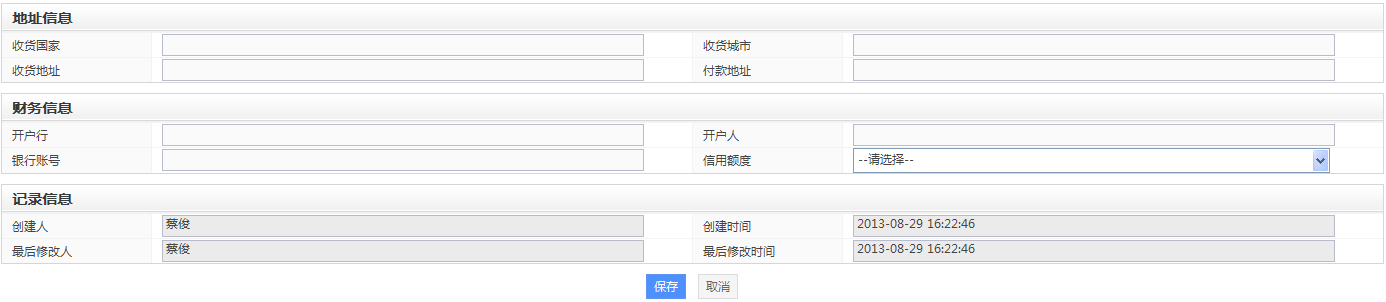 地址信息
收货国家 收货城市
收货地址 付款地址
财务信息
开户行 开户人
银行账号 信用额度 --请选择--
记录信息
创建人 蔡俊 创建时间 2013-08-29 16:22:46
最后修改人 蔡俊 最后修改时间 2013-08-29 16:22:46
保存 取消